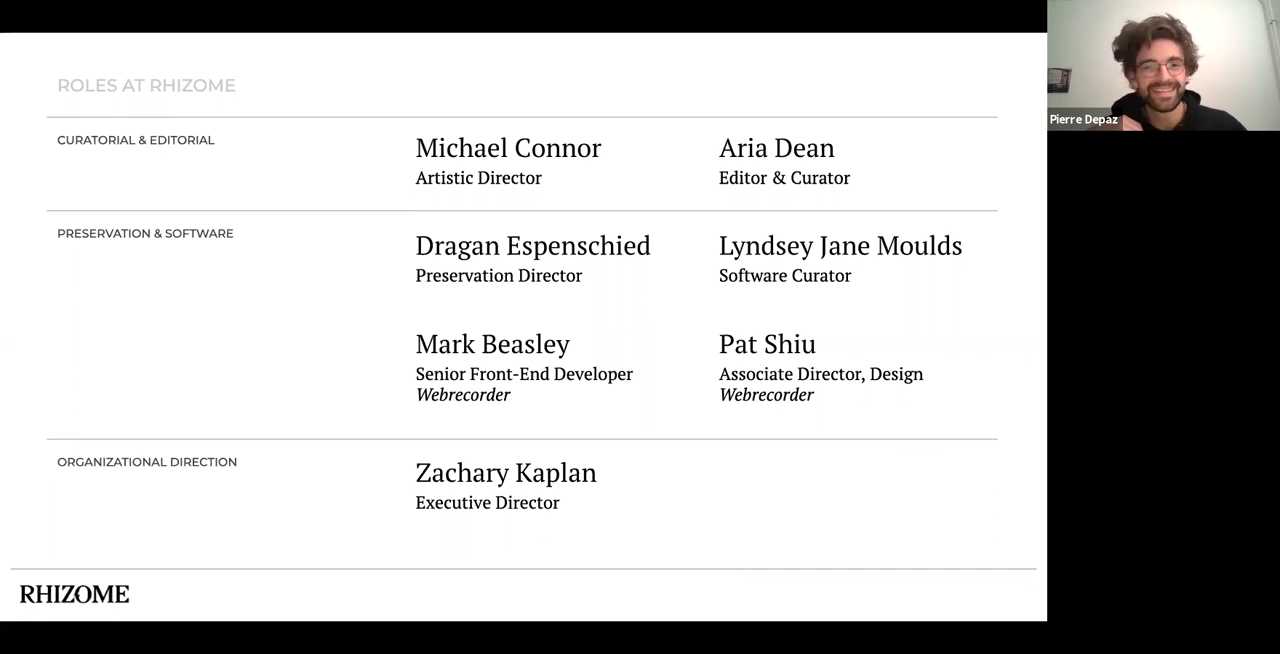 ROLES AT RHIZOME
CURATORIAL & EDITORIAL
Michael Connor
Artistic Director
Aria Dean
Editor & Curator
PRESERVATION & SOFTWARE
Dragan Espenschied
Preservation Director
Lyndsey Jane Moulds
Software Curator
Mark Beasley
Senior Front-End Developer
Webrecorder
Pat Shiu
Associate Director, Design
Webrecorder
ORGANIZATIONAL DIRECTION
Zachary Kaplan
Executive Director
RHIZOME
Pierre Depaz